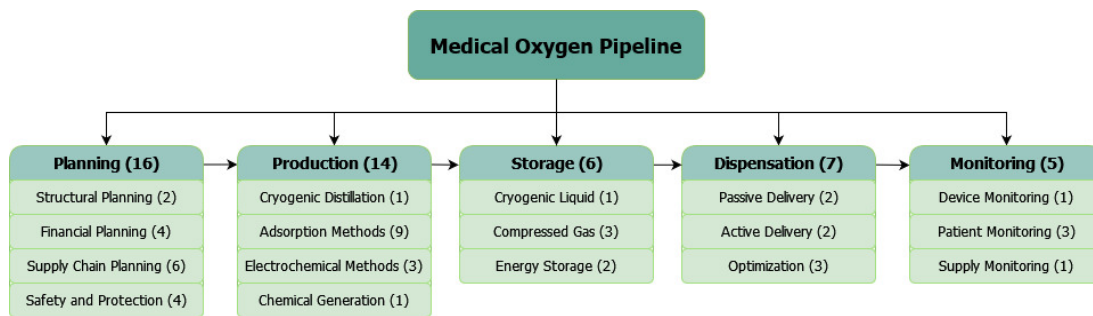 Medical Oxygen Pipeline
Planning (16)
Structural Planning (2)
Financial Planning (4)
Supply Chain Planning (6)
Safety and Protection (4)
Production (14)
Cryogenic Distillation (1)
Adsorption Methods (9)
Electrochemical Methods (3)
Chemical Generation (1)
Storage (6)
Cryogenic Liquid (1)
Compressed Gas (3)
Energy Storage (2)
Dispensation (7)
Passive Delivery (2)
Active Delivery (2)
Optimization (3)
Monitoring (5)
Device Monitoring (1)
Patient Monitoring (3)
Supply Monitoring (1)